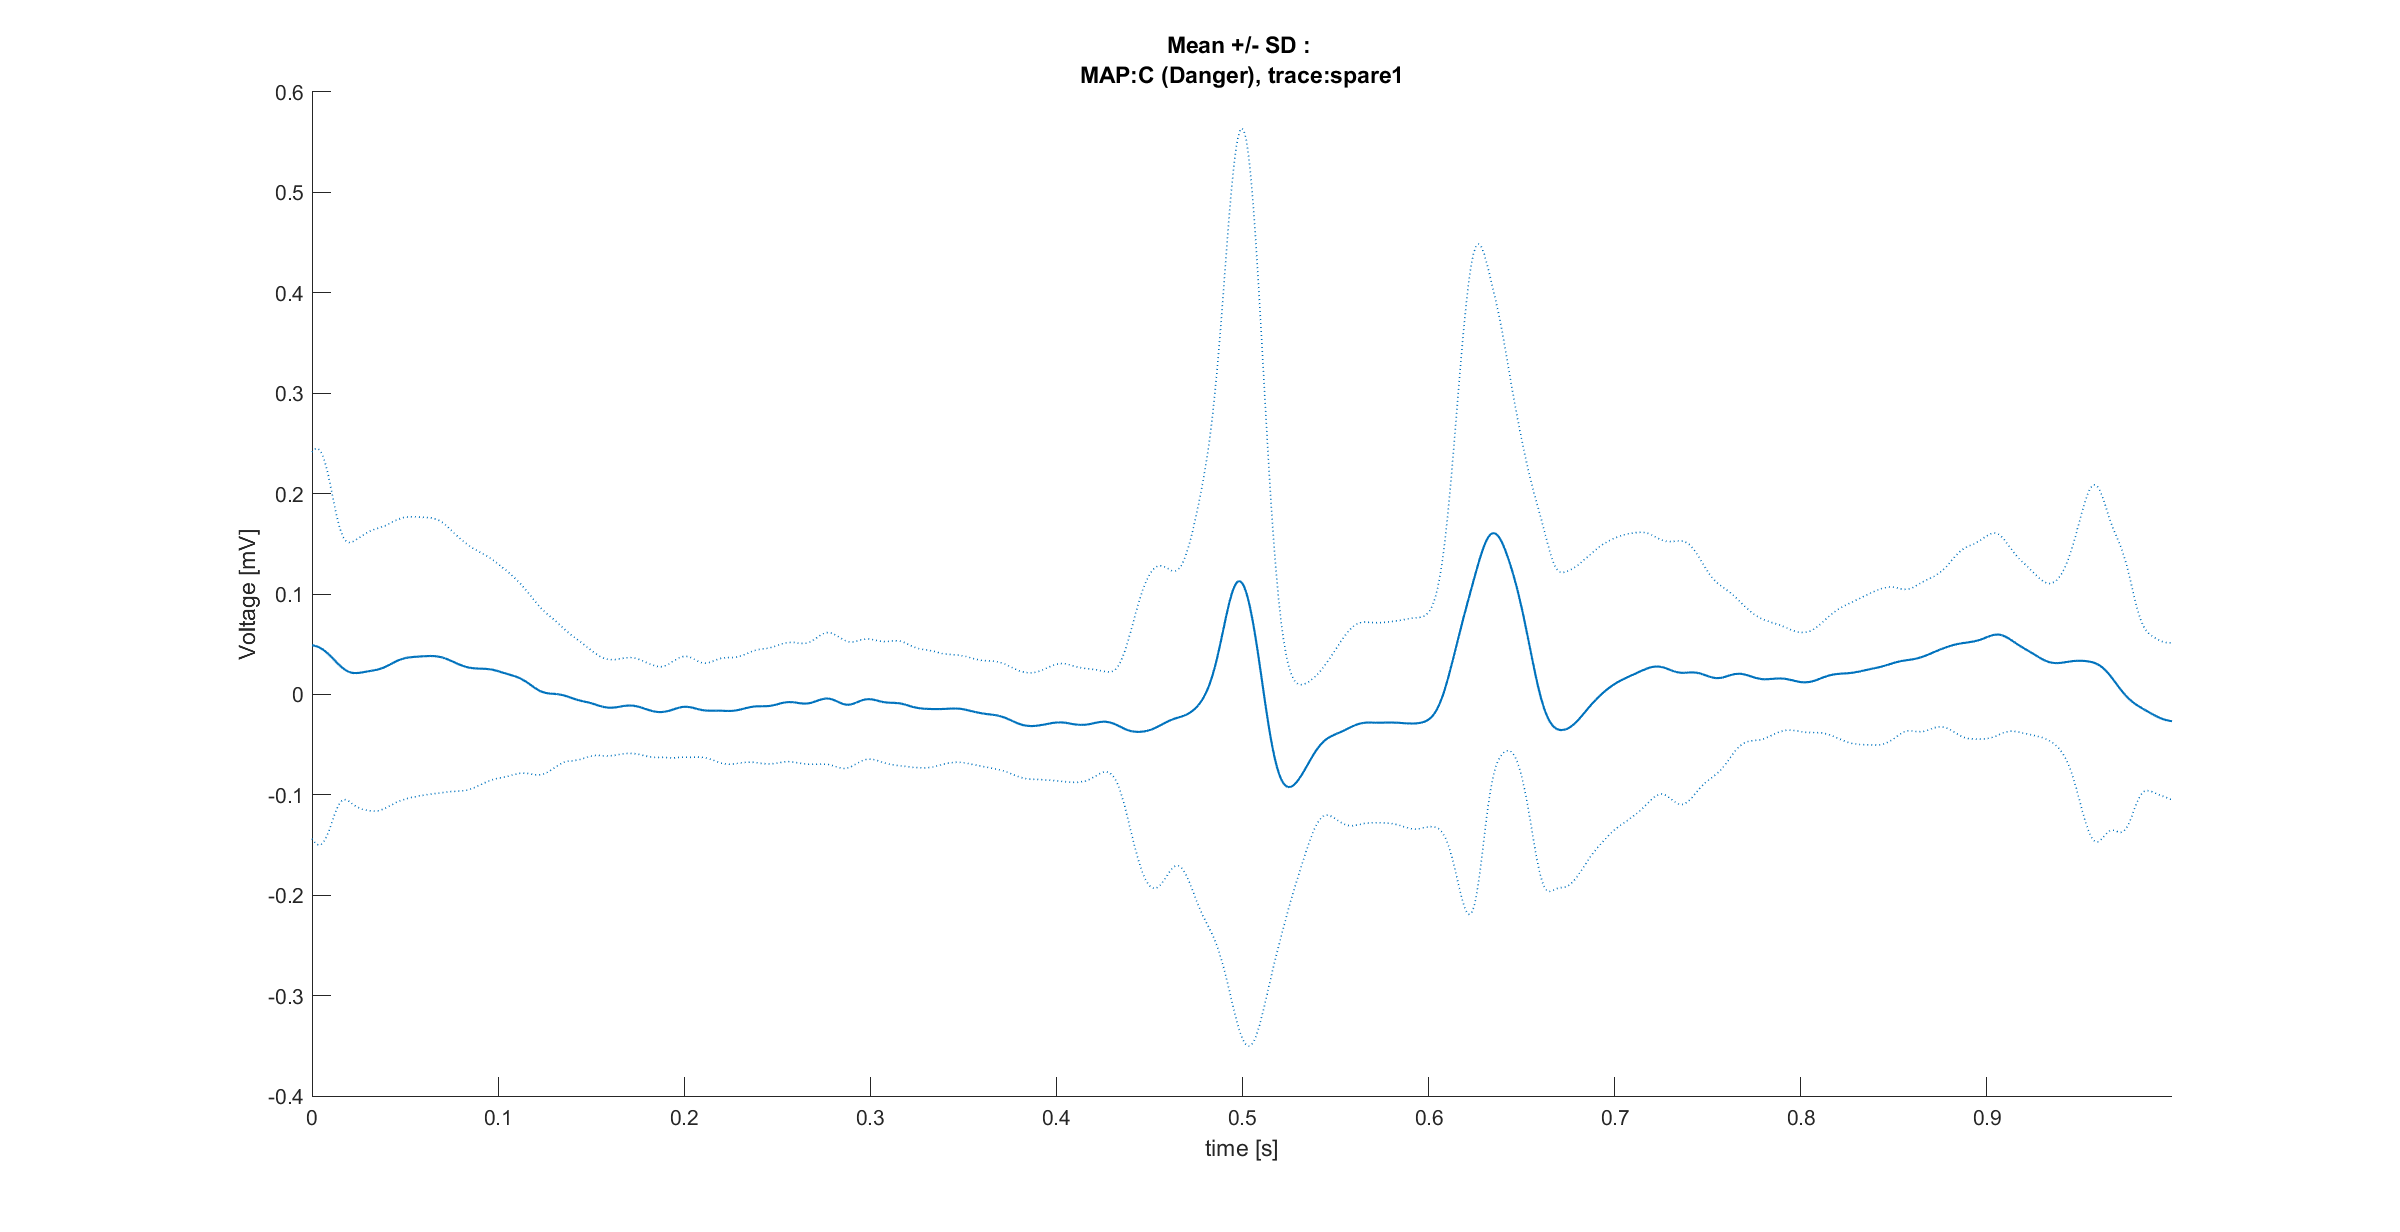 Mean +/- SD :
MAP:C (Danger), trace:spare1
0.6
0.5
0.4
0.3
0.2
0.1
0
-0.1
-0.2
-0.3
-0.4
Voltage [mV]
0 0.1 0.2 0.3 0.4 0.5 0.6 0.7 0.8 0.9
time [s]